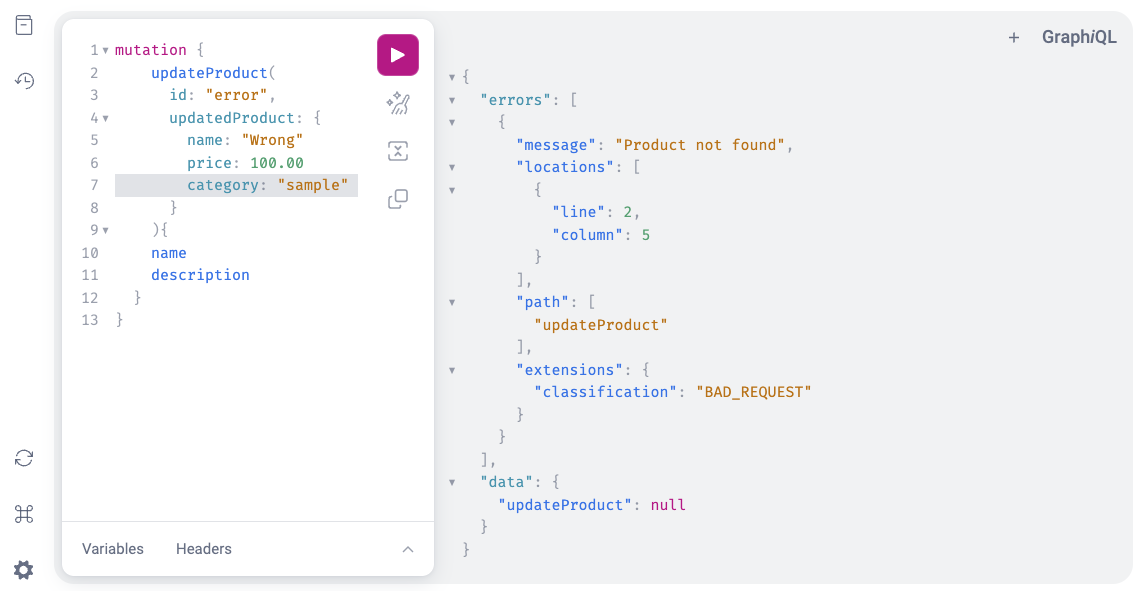 1 mutation {
2 updateProduct(
3 id: "error",
4 updatedProduct: {
5 name: "Wrong"
6 price: 100.00
7 category: "sample"
8 }
9 ){
10 name
11 description
12 }
13 }
Variables Headers
+ GraphiQL
{
"errors": [
{
"message": "Product not found",
"locations": [
{
"line": 2,
"column": 5
}
],
"path": [
"updateProduct"
],
"extensions": {
"classification": "BAD_REQUEST"
}
}
],
"data": {
"updateProduct": null
}
}